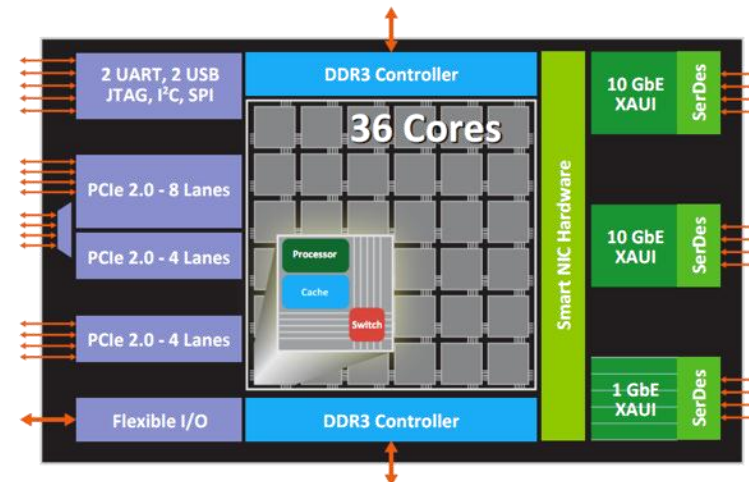 2 UART, 2 USB
JTAG, I²C, SPI
PCIe 2.0 - 8 Lanes
PCIe 2.0 - 4 Lanes
PCIe 2.0 - 4 Lanes
Flexible I/O
DDR3 Controller
36 Cores
Processor
Cache
Switch
DDR3 Controller
Smart NIC Hardware
10 GbE
XAUI
SerDes
10 GbE
XAUI
SerDes
1 GbE
XAUI
SerDes